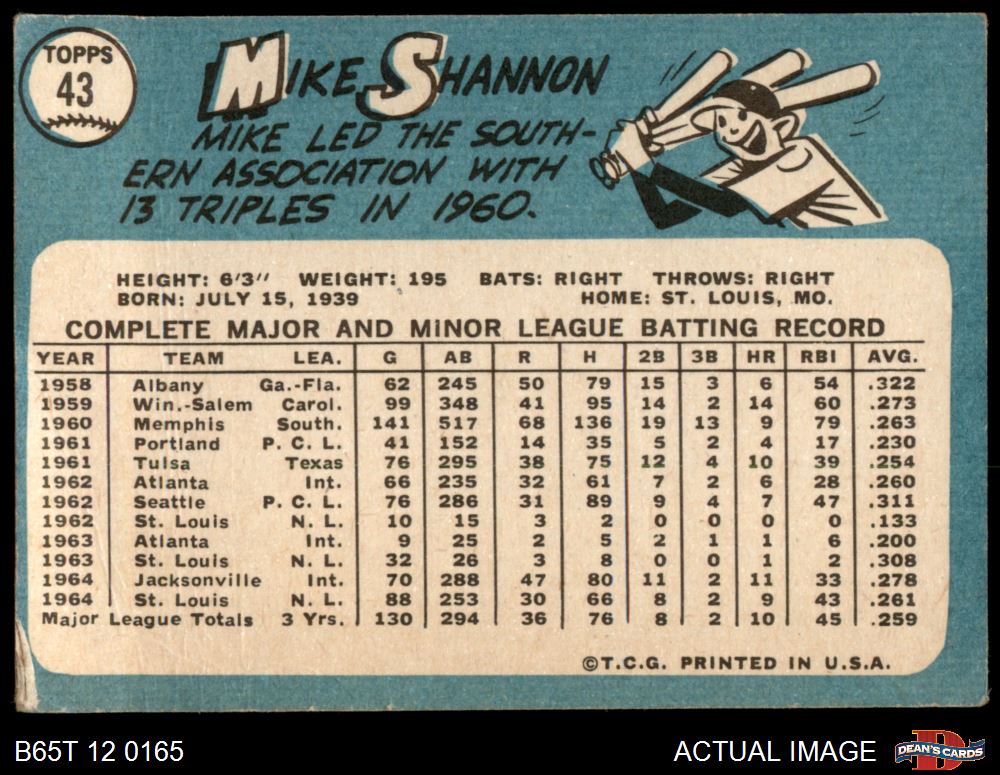 TOPPS
43
MIKE SHANNON
MIKE LED THE SOUTH-
ERN ASSOCIATION WITH
13 TRIPLES IN 1960.
HEIGHT: 6'3" WEIGHT: 195 BATS: RIGHT THROWS: RIGHT
BORN: JULY 15, 1939 HOME: ST. LOUIS, MO.
COMPLETE MAJOR AND MINOR LEAGUE BATTING RECORD
YEAR TEAM LEA. G AB R H 2B 3B HR RBI AVG.
1958 Albany Ga.-Fla. 62 245 50 79 15 3 6 54 .322
1959 Win.-Salem Carol. 99 348 41 95 14 2 14 60 .273
1960 Memphis South. 141 517 68 136 19 13 9 79 .263
1961 Portland P. C. L. 41 152 14 35 5 2 4 17 .230
1961 Tulsa Texas 76 295 38 75 12 4 10 39 .254
1962 Atlanta Int. 66 235 32 61 7 2 6 28 .260
1962 Seattle P. C. L. 76 286 31 89 9 4 7 47 .311
1962 St. Louis N. L. 10 15 3 2 0 0 0 0 .133
1963 Atlanta Int. 9 25 2 5 2 1 1 6 .200
1963 St. Louis N. L. 32 26 3 8 0 0 1 2 .308
1964 Jacksonville Int. 70 288 47 80 11 2 11 33 .278
1964 St. Louis N. L. 88 253 30 66 8 2 9 43 .261
Major League Totals 3 Yrs. 130 294 36 76 8 2 10 45 .259
©T.C.G. PRINTED IN U.S.A.
B65T 12 0165
ACTUAL IMAGE
DEAN'S CARDS